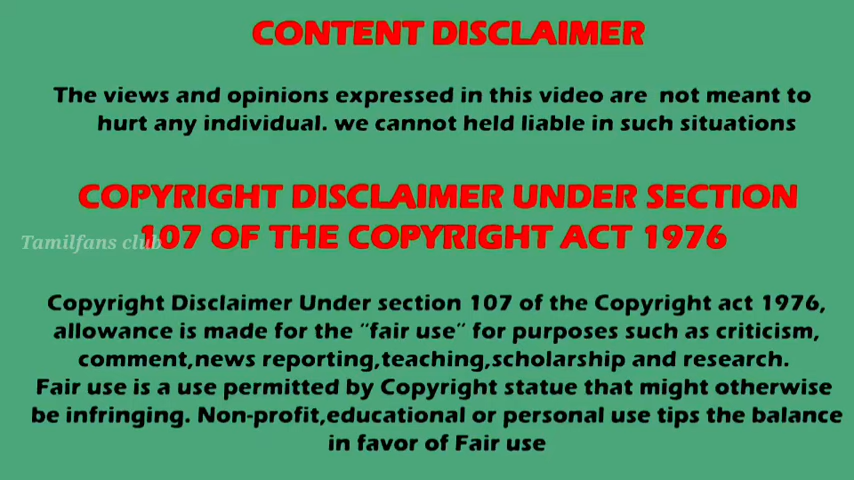 CONTENT DISCLAIMER
The views and opinions expressed in this video are not meant to
hurt any individual. we cannot held liable in such situations
COPYRIGHT DISCLAIMER UNDER SECTION
107 OF THE COPYRIGHT ACT 1976
Tamilfans club
Copyright Disclaimer Under section 107 of the Copyright act 1976,
allowance is made for the “fair use” for purposes such as criticism,
comment,news reporting,teaching,scholarship and research.
Fair use is a use permitted by Copyright statue that might otherwise
be infringing. Non-profit,educational or personal use tips the balance
in favor of Fair use